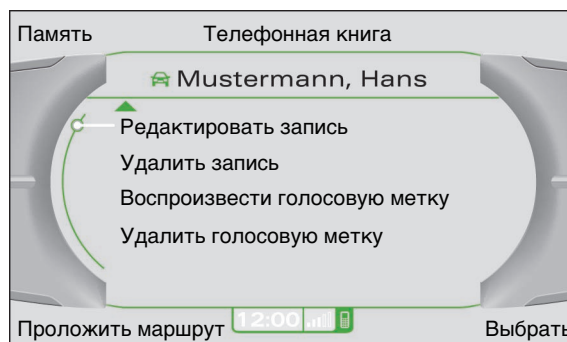 Память Телефонная книга
Mustermann, Hans
Редактировать запись
Удалить запись
Воспроизвести голосовую метку
Удалить голосовую метку
Проложить маршрут 12:00 Выбрать